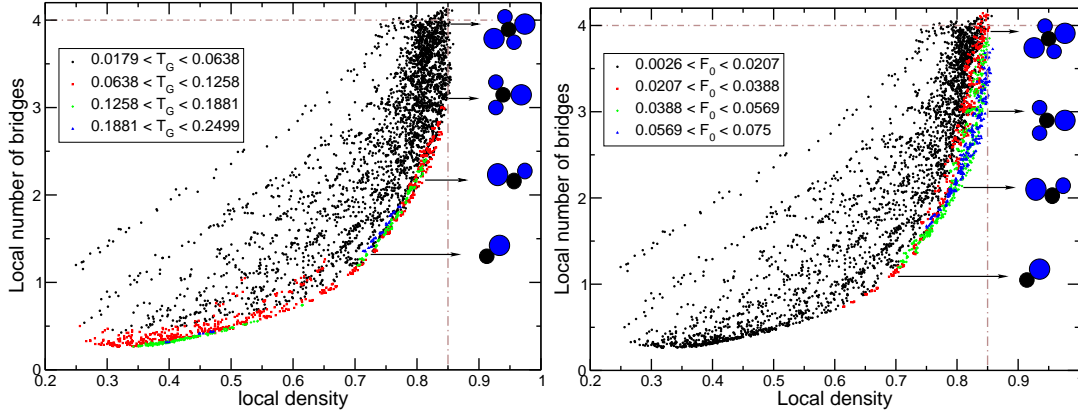 4
3
2
1
0
Local number of bridges
0.0179 < T_G < 0.0638
0.0638 < T_G < 0.1258
0.1258 < T_G < 0.1881
0.1881 < T_G < 0.2499
0.2 0.3 0.4 0.5 0.6 0.7 0.8 0.9 1
local density
4
3
2
1
0
Local number of bridges
0.0026 < F_0 < 0.0207
0.0207 < F_0 < 0.0388
0.0388 < F_0 < 0.0569
0.0569 < F_0 < 0.075
0.2 0.3 0.4 0.5 0.6 0.7 0.8 0.9 1
Local density